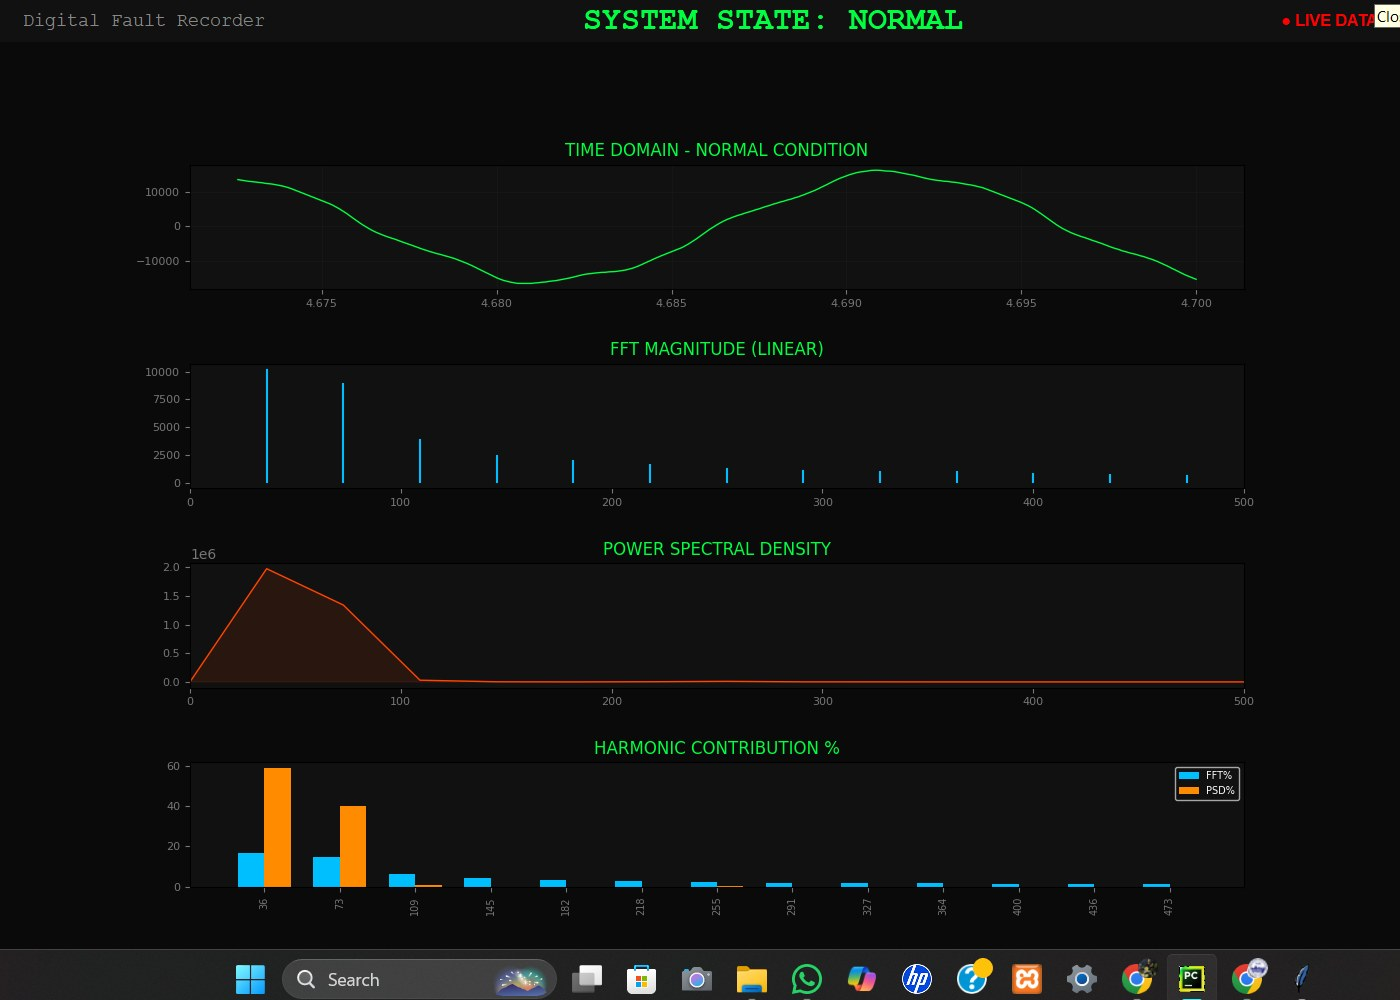 Digital Fault Recorder
SYSTEM STATE: NORMAL
● LIVE DATA
Clo
TIME DOMAIN - NORMAL CONDITION
10000
0
−10000
4.675 4.680 4.685 4.690 4.695 4.700
FFT MAGNITUDE (LINEAR)
10000
7500
5000
2500
0
0 100 200 300 400 500
POWER SPECTRAL DENSITY
1e6
2.0
1.5
1.0
0.5
0.0
0 100 200 300 400 500
HARMONIC CONTRIBUTION %
60
40
20
0
FFT%
PSD%
36 73 109 145 182 218 255 291 327 364 400 436 473
Search
hp
?
PC